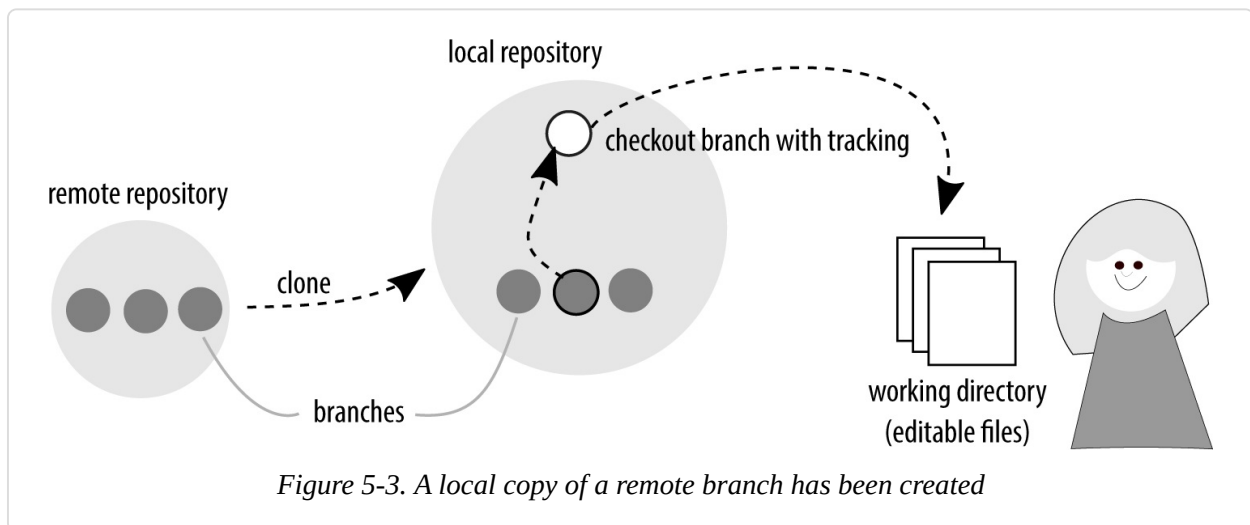 local repository
checkout branch with tracking
remote repository
clone
branches
working directory
(editable files)
Figure 5-3. A local copy of a remote branch has been created